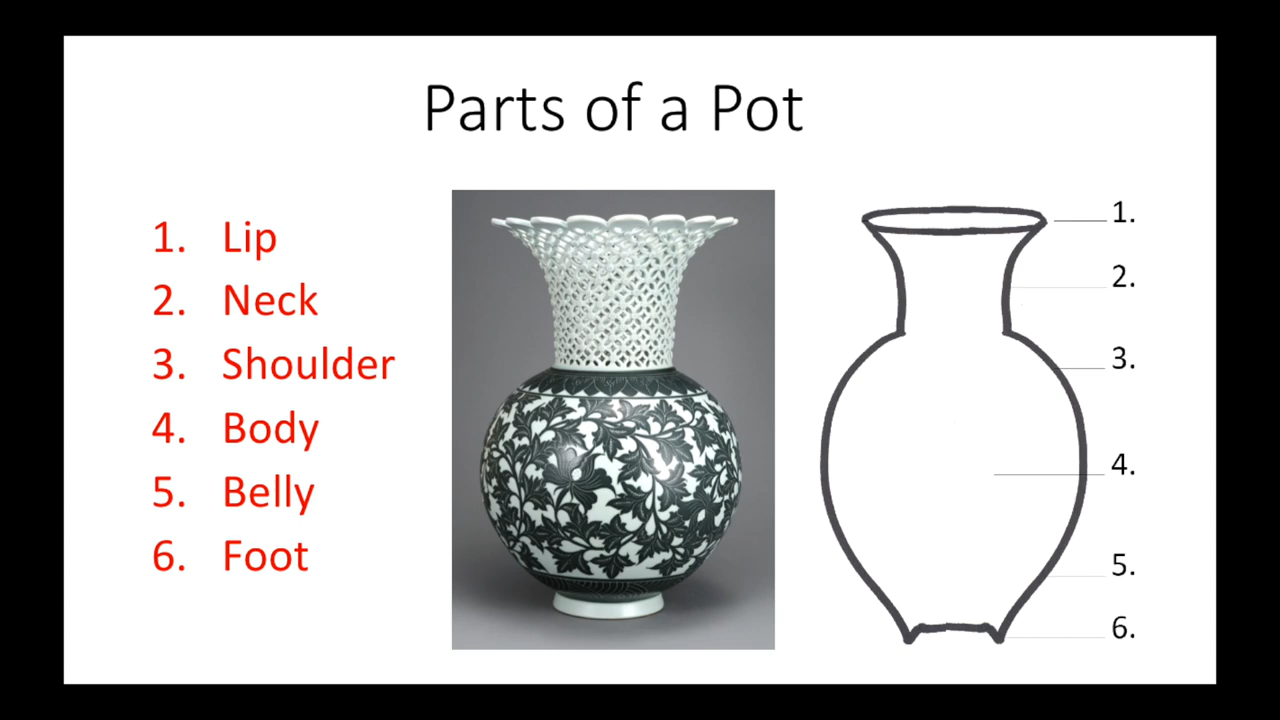 Parts of a Pot
1. Lip
2. Neck
3. Shoulder
4. Body
5. Belly
6. Foot
1.
2.
3.
4.
5.
6.